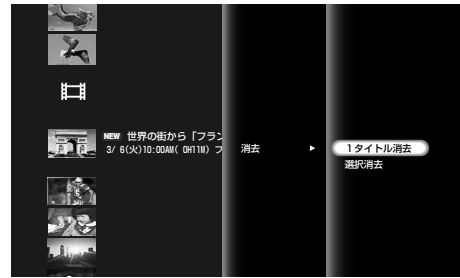 NEW 世界の街から「フラン
3/ 6(火)10:00AM( 0H11M) フ
消去
1タイトル消去
選択消去